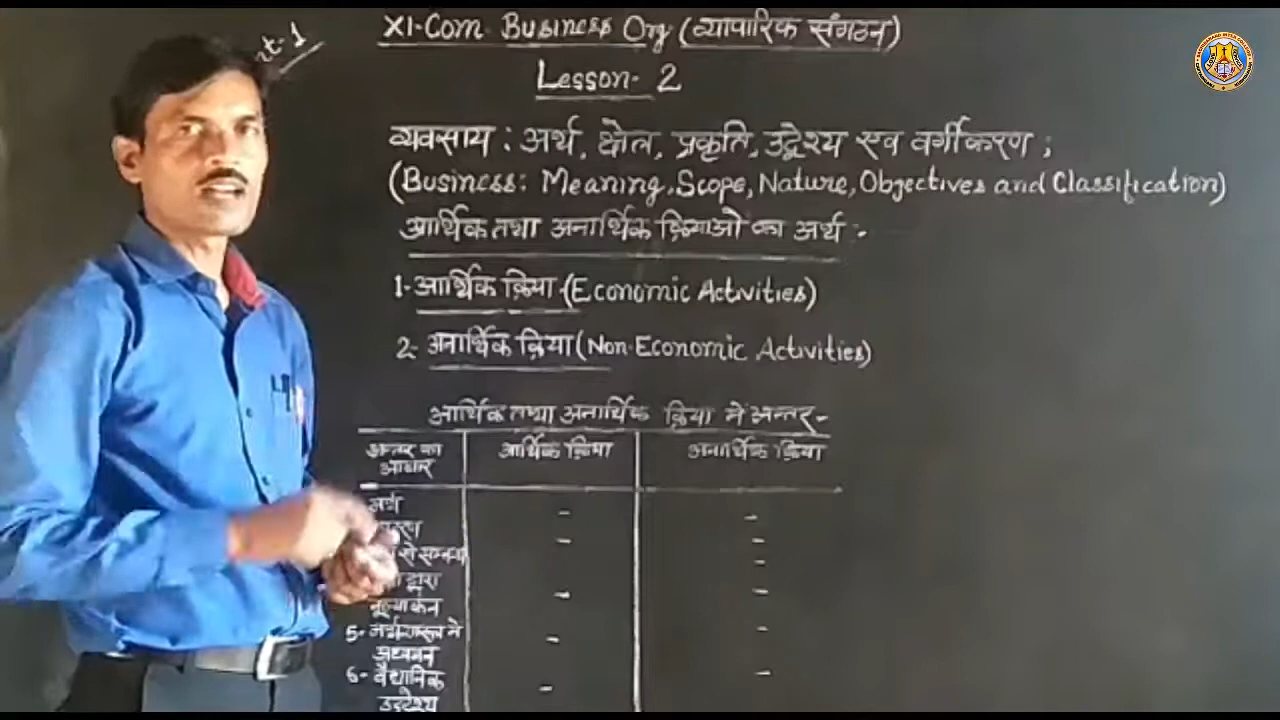 XI-Com Business Org (व्यापारिक संगठन)
Lesson- 2
व्यवसाय : अर्थ, क्षेत्र, प्रकृति, उद्देश्य एव वर्गीकरण ;
(Business: Meaning, Scope, Nature, Objectives and Classification)
आर्थिक तथा अनार्थिक क्रियाओं का अर्थ :-
1- आर्थिक क्रिया - (Economic Activities)
2- अनार्थिक क्रिया (Non-Economic Activities)
आर्थिक तथा अनार्थिक क्रिया में अन्तर-
अन्तर का आर्थिक क्रिया अनार्थिक क्रिया
आधार
अर्थ - -
- -
से सम्बन्ध -
द्वारा - -
मूल्यांकन
5- अर्थशास्त्र में - -
अध्ययन
6- वैधानिक - -
उद्देश्य